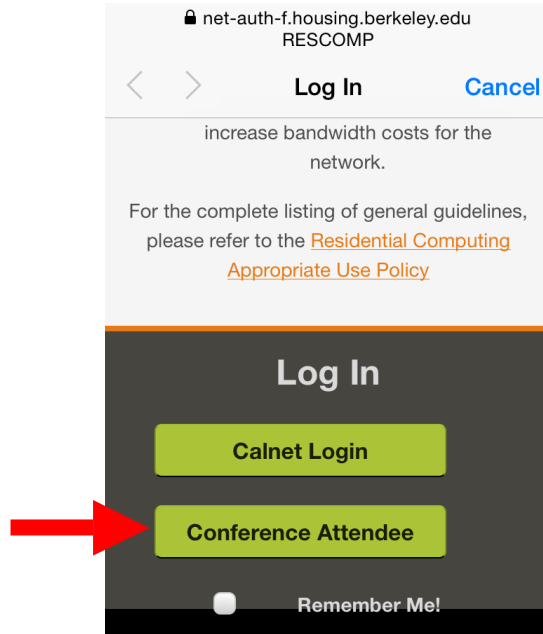 net-auth-f.housing.berkeley.edu
RESCOMP
Log In
Cancel
increase bandwidth costs for the
network.
For the complete listing of general guidelines,
please refer to the Residential Computing
Appropriate Use Policy
Log In
Calnet Login
Conference Attendee
Remember Me!